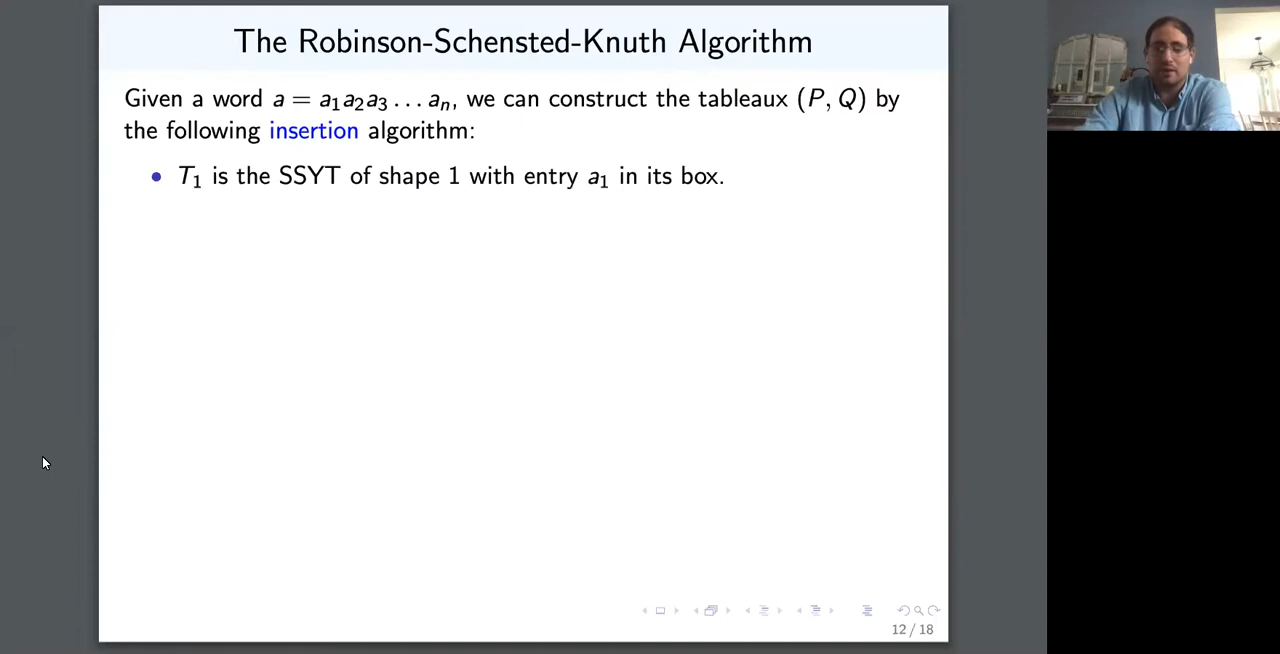 The Robinson-Schensted-Knuth Algorithm
Given a word a = a₁a₂a₃ . . . aₙ, we can construct the tableaux (P, Q) by
the following insertion algorithm:
• T₁ is the SSYT of shape 1 with entry a₁ in its box.
12 / 18